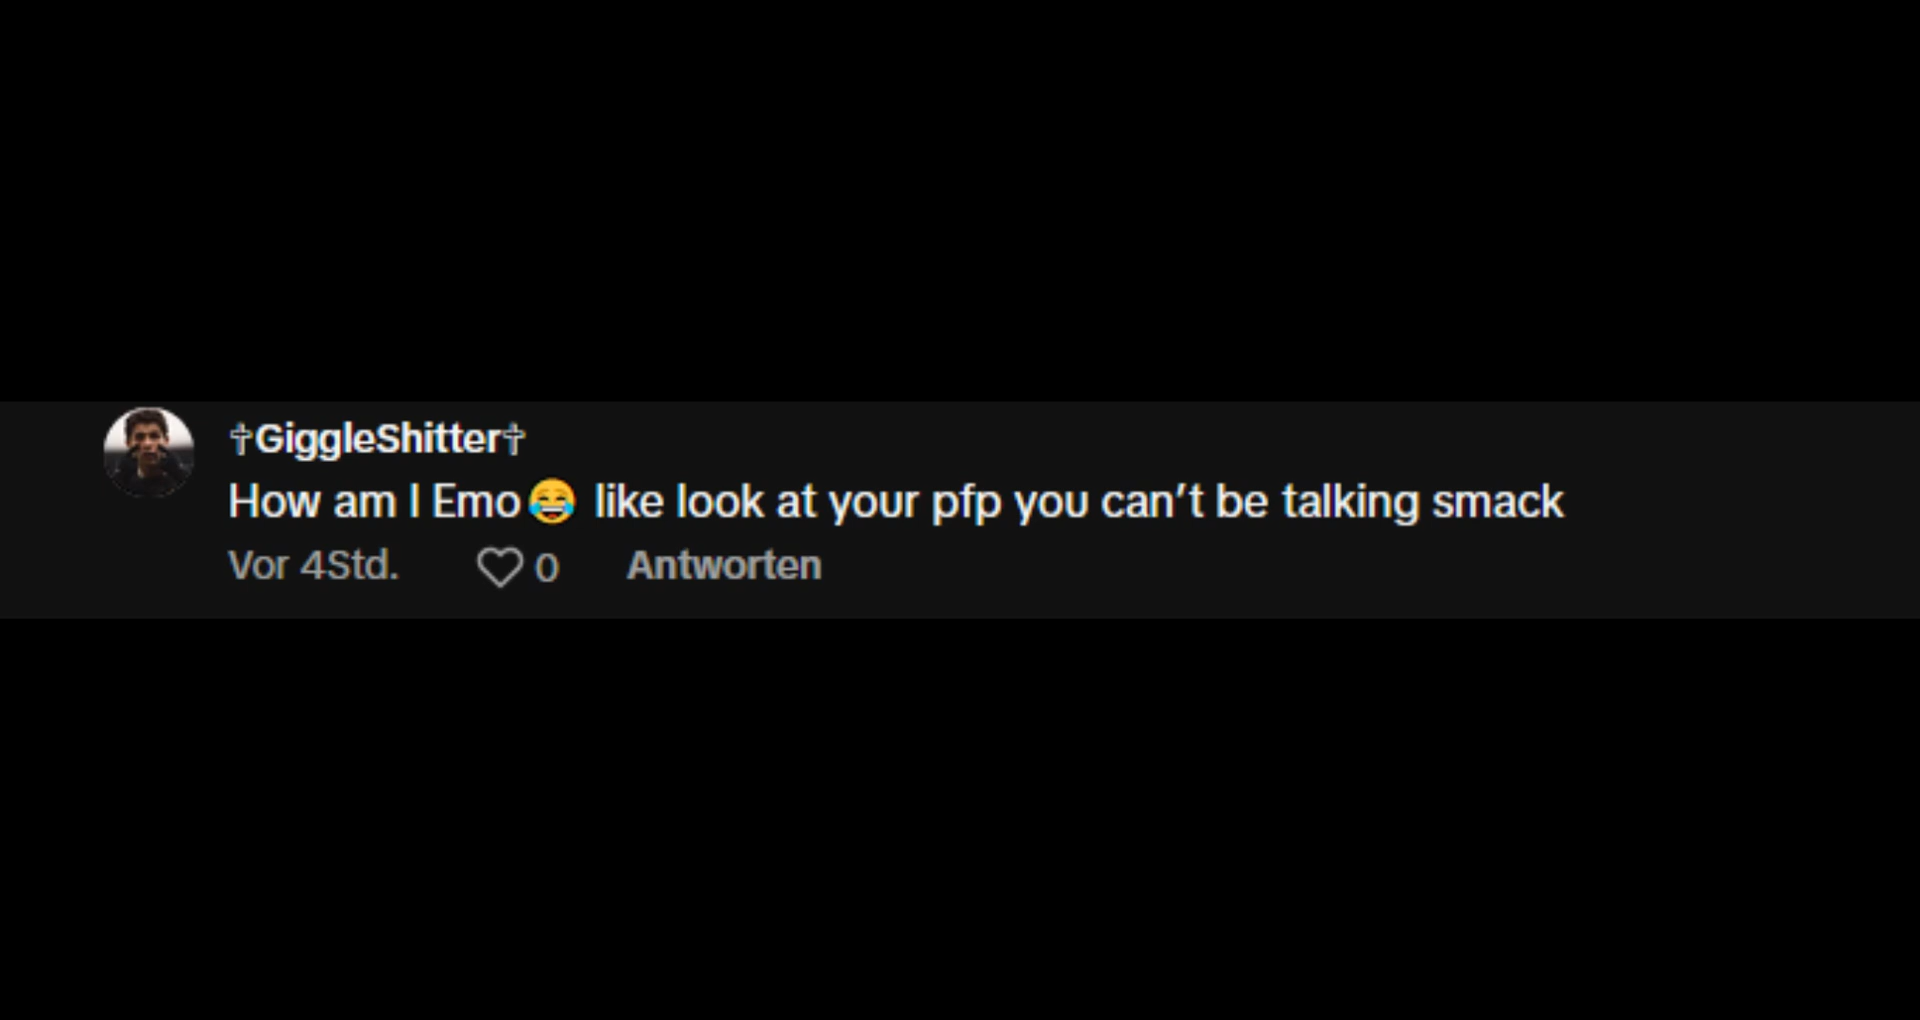 ✞GiggleShitter✞
How am I Emo😂 like look at your pfp you can’t be talking smack
Vor 4Std. 0 Antworten